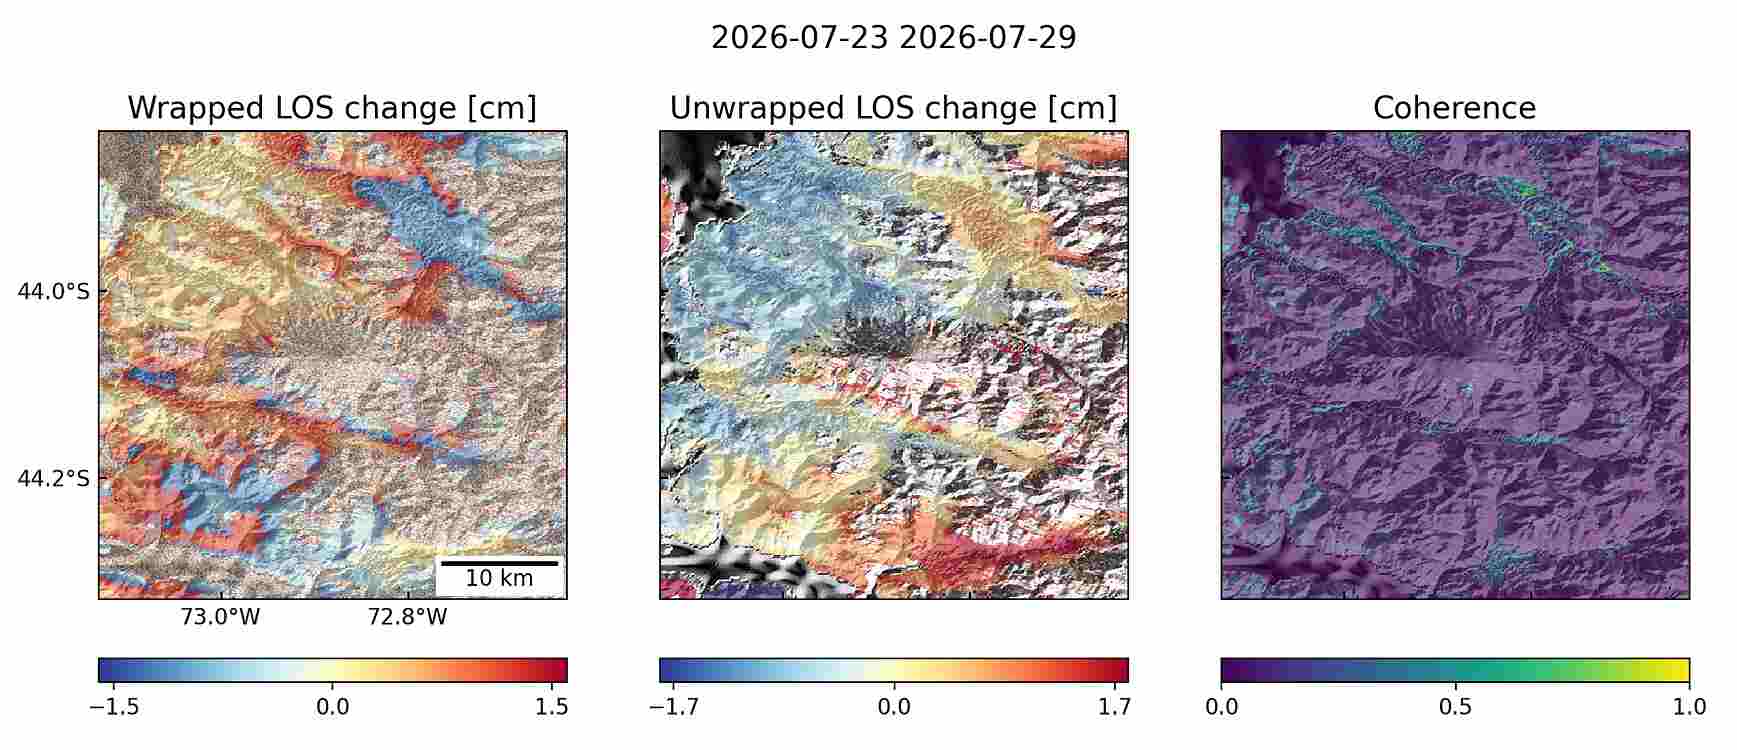 2026-07-23 2026-07-29
Wrapped LOS change [cm]
Unwrapped LOS change [cm]
Coherence
44.0°S
44.2°S
10 km
73.0°W
72.8°W
−1.5
0.0
1.5
−1.7
0.0
1.7
0.0
0.5
1.0